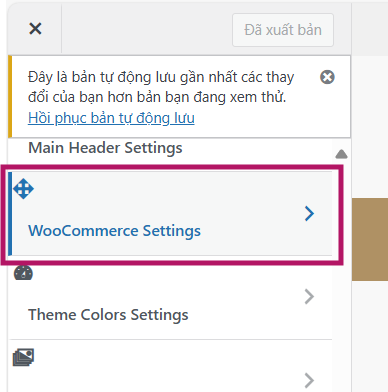 Đã xuất bản
Đây là bản tự động lưu gần nhất các thay
đổi của bạn hơn bản bạn đang xem thử.
Hồi phục bản tự động lưu
Main Header Settings
WooCommerce Settings
Theme Colors Settings